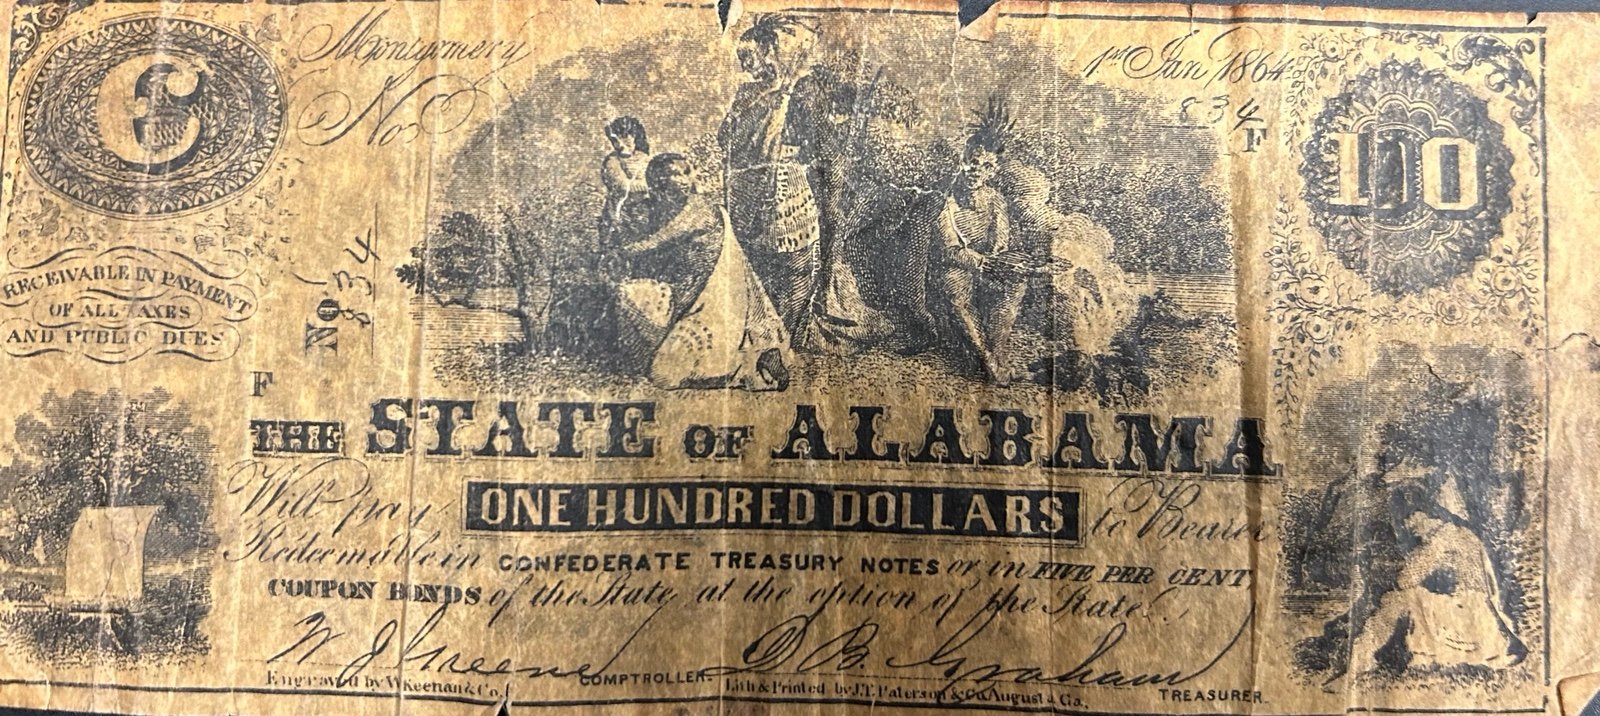 C
Montgomery
1st Jan 1864
No
834
F
100
RECEIVABLE IN PAYMENT
OF ALL TAXES
AND PUBLIC DUES
No 834
F
THE STATE OF ALABAMA
Will pay ONE HUNDRED DOLLARS to Bearer
Redeemable in CONFEDERATE TREASURY NOTES or in FIVE PER CENT
COUPON BONDS of the State, at the option of the State.
W J Greene COMPTROLLER. D B. Graham TREASURER.
Engraved by W. Keenan & Co. Lith & Printed by J.T. Paterson & Co. Augusta Ga.